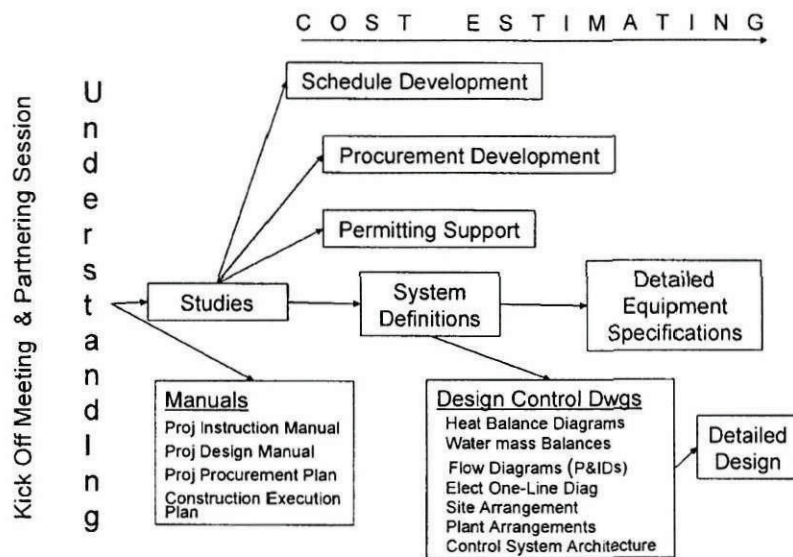 COST ESTIMATING
Kick Off Meeting & Partnering Session
UnderstandIng
Schedule Development
Procurement Development
Permitting Support
Studies
System
Definitions
Detailed
Equipment
Specifications
Manuals
Proj Instruction Manual
Proj Design Manual
Proj Procurement Plan
Construction Execution
Plan
Design Control Dwgs
Heat Balance Diagrams
Water mass Balances
Flow Diagrams (P&IDs)
Elect One-Line Diag
Site Arrangement
Plant Arrangements
Control System Architecture
Detailed
Design